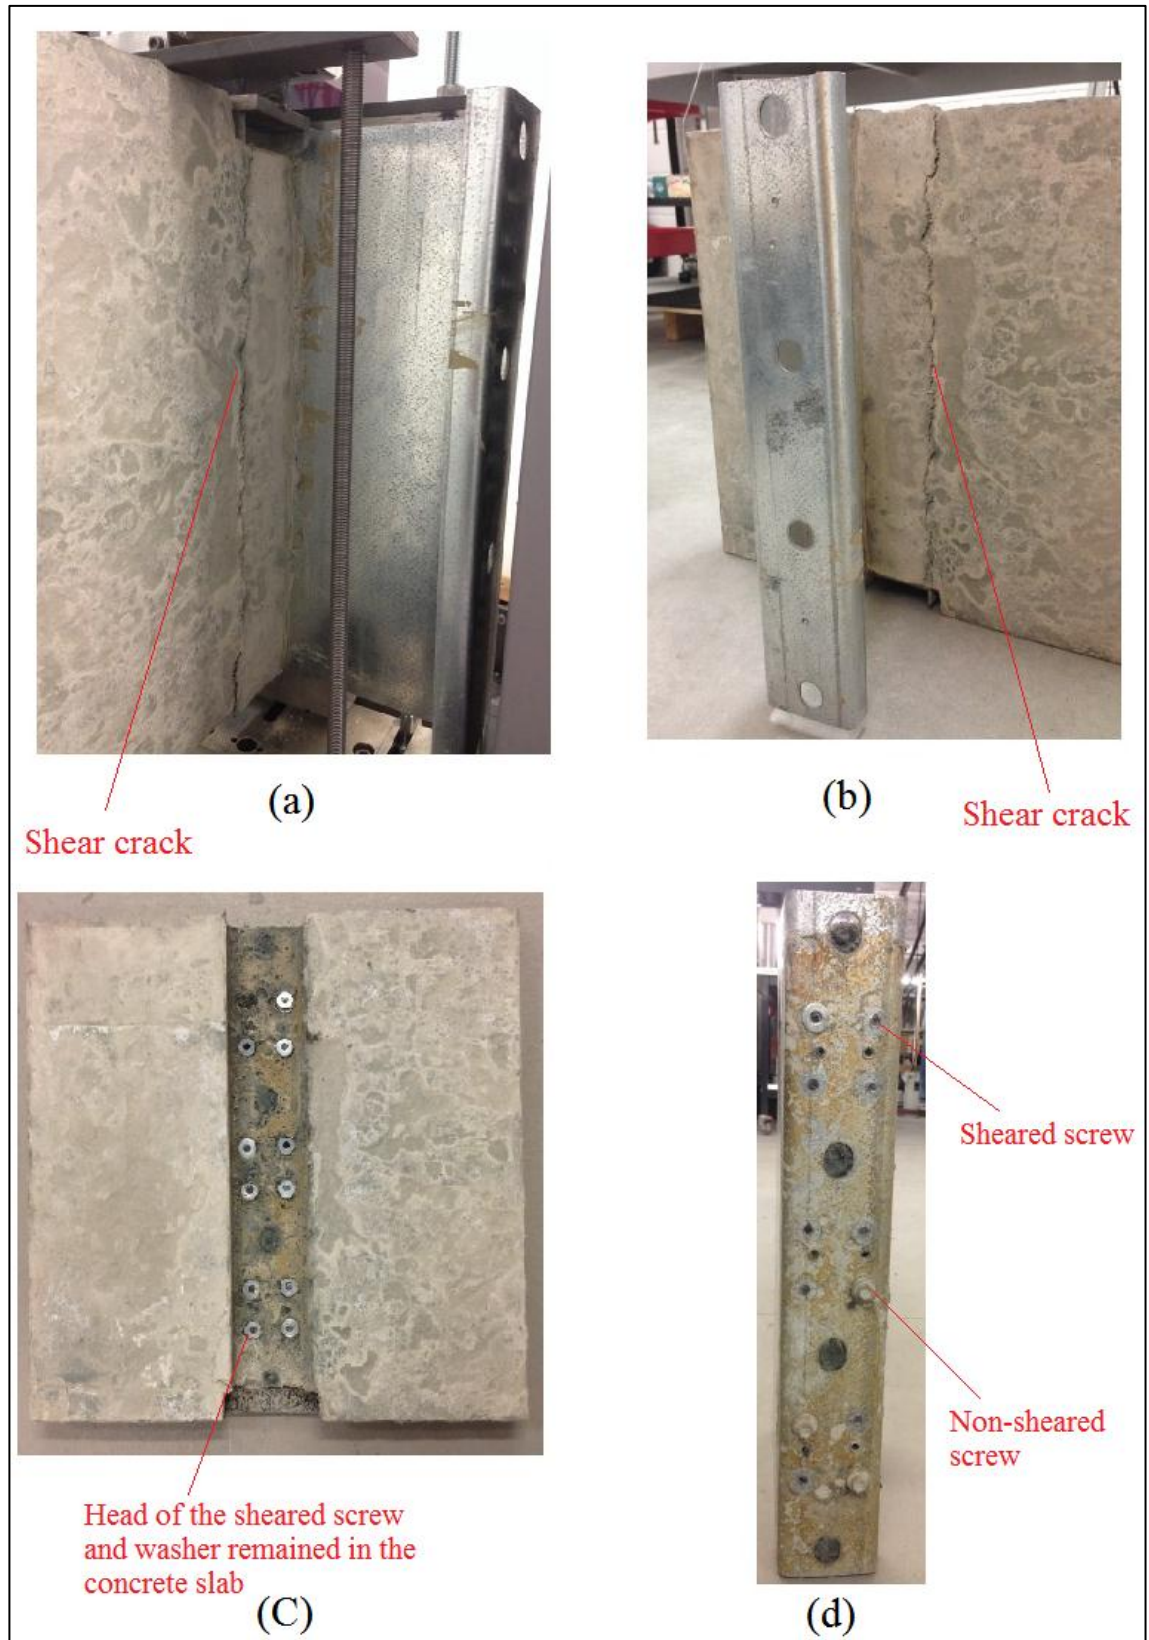 (a)
(b)
Shear crack
Shear crack
Sheared screw
Non-sheared
screw
Head of the sheared screw
and washer remained in the
concrete slab
(C)
(d)